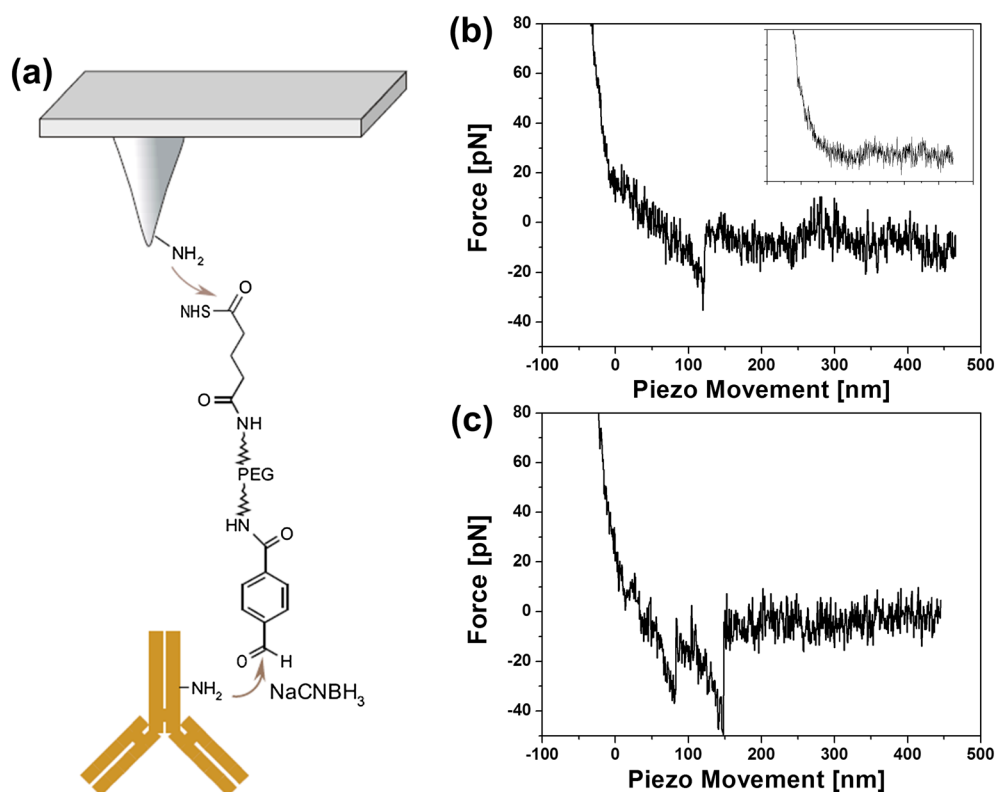 (a)
NH2
NHS
O
O
NH
PEG
HN
O
O
H
NH2
NaCNBH3
(b)
Force [pN]
80
60
40
20
0
-20
-40
-100
0
100
200
300
400
500
Piezo Movement [nm]
(c)
Force [pN]
80
60
40
20
0
-20
-40
-100
0
100
200
300
400
500
Piezo Movement [nm]